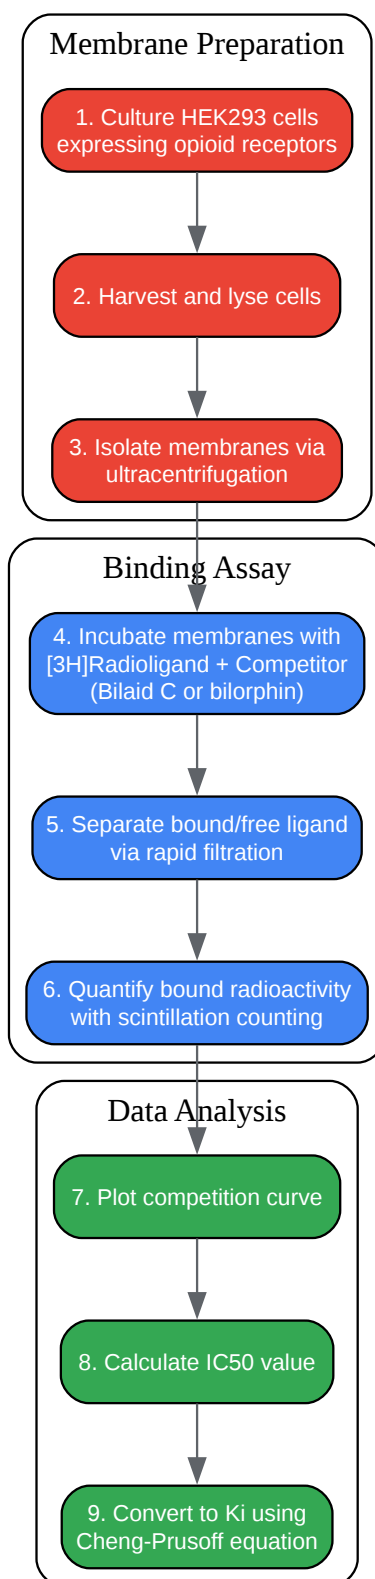 Membrane Preparation
1. Culture HEK293 cells
expressing opioid receptors
2. Harvest and lyse cells
3. Isolate membranes via
ultracentrifugation
Binding Assay
4. Incubate membranes with
[3H]Radioligand + Competitor
(Bilaid C or bilorphin)
5. Separate bound/free ligand
via rapid filtration
6. Quantify bound radioactivity
with scintillation counting
Data Analysis
7. Plot competition curve
8. Calculate IC50 value
9. Convert to Ki using
Cheng-Prusoff equation